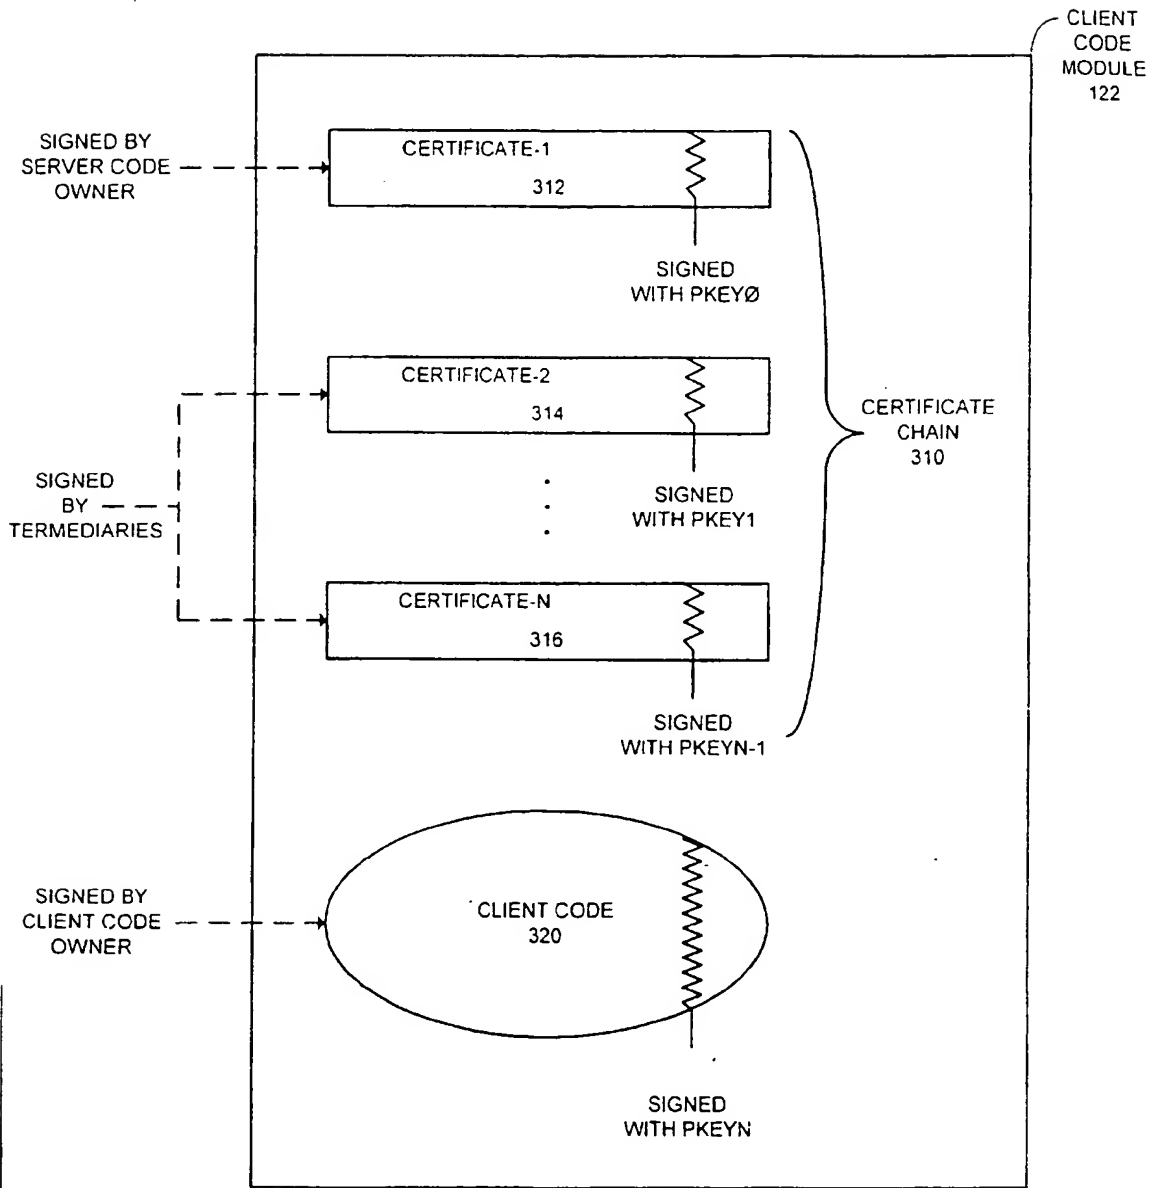 CLIENT
CODE
MODULE
122
SIGNED BY
SERVER CODE
OWNER
CERTIFICATE-1
312
SIGNED
WITH PKEYØ
CERTIFICATE-2
314
SIGNED
WITH PKEY1
CERTIFICATE
CHAIN
310
SIGNED
BY
TERMEDIARIES
CERTIFICATE-N
316
SIGNED
WITH PKEYN-1
SIGNED BY
CLIENT CODE
OWNER
CLIENT CODE
320
SIGNED
WITH PKEYN